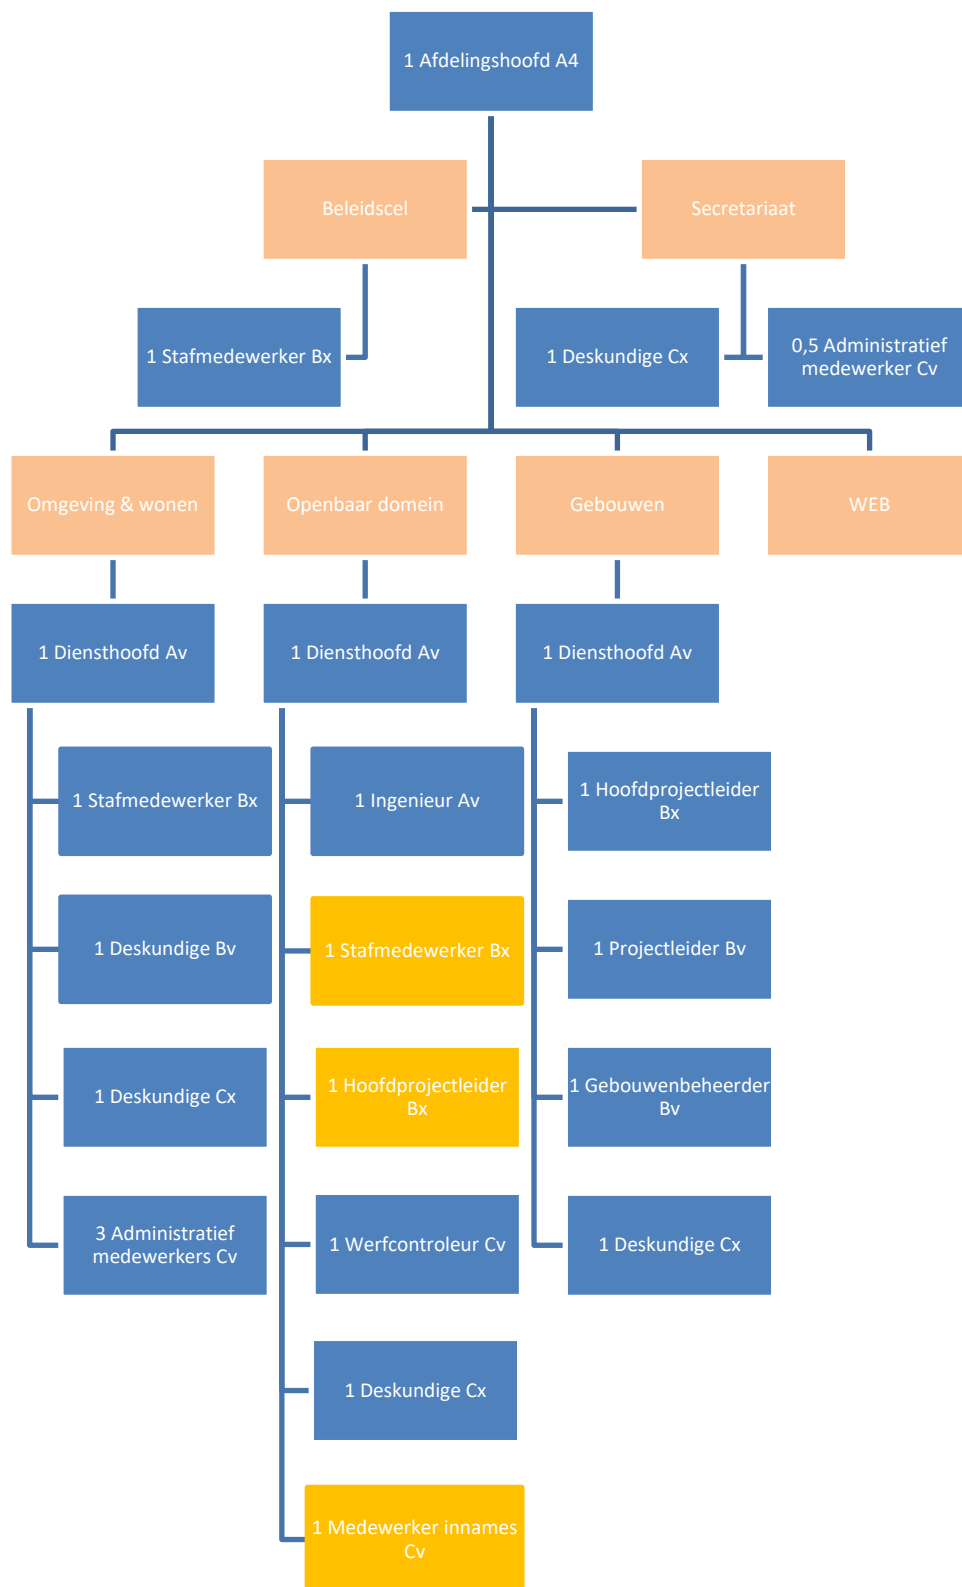 1 Afdelingshoofd A4
Beleidscel
Secretariaat
1 Stafmedewerker Bx
1 Deskundige Cx
0,5 Administratief
medewerker Cv
Omgeving & wonen
Openbaar domein
Gebouwen
WEB
1 Diensthoofd Av
1 Diensthoofd Av
1 Diensthoofd Av
1 Stafmedewerker Bx
1 Ingenieur Av
1 Hoofdprojectleider
Bx
1 Deskundige Bv
1 Stafmedewerker Bx
1 Projectleider Bv
1 Deskundige Cx
1 Hoofdprojectleider
Bx
1 Gebouwenbeheerder
Bv
3 Administratief
medewerkers Cv
1 Werfcontroleur Cv
1 Deskundige Cx
1 Deskundige Cx
1 Medewerker innames
Cv